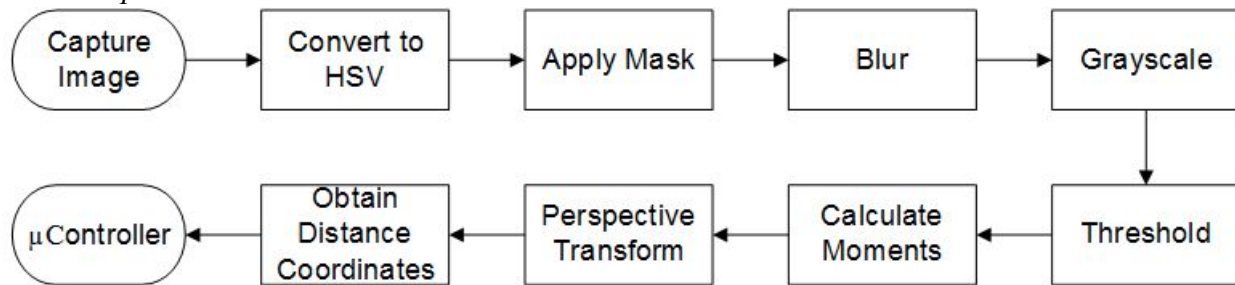 Capture
Image
Convert to
HSV
Apply Mask
Blur
Grayscale
Threshold
Calculate
Moments
Perspective
Transform
Obtain
Distance
Coordinates
μController